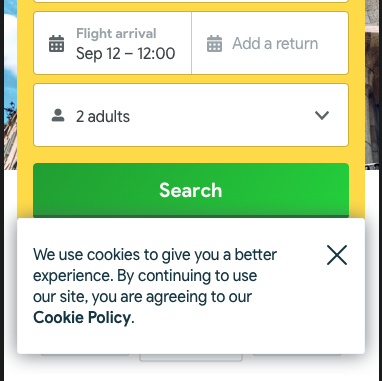 Flight arrival
Sep 12 – 12:00
Add a return
2 adults
Search
We use cookies to give you a better
experience. By continuing to use
our site, you are agreeing to our
Cookie Policy.